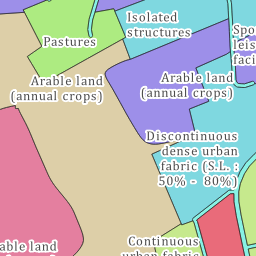 Isolated
structures
Spo
leis
faci
Pastures
Arable land
(annual crops)
Arable land
(annual crops)
Discontinuous
dense urban
fabric (S.L. :
50% - 80%)
able land
Continuous
urban fabric